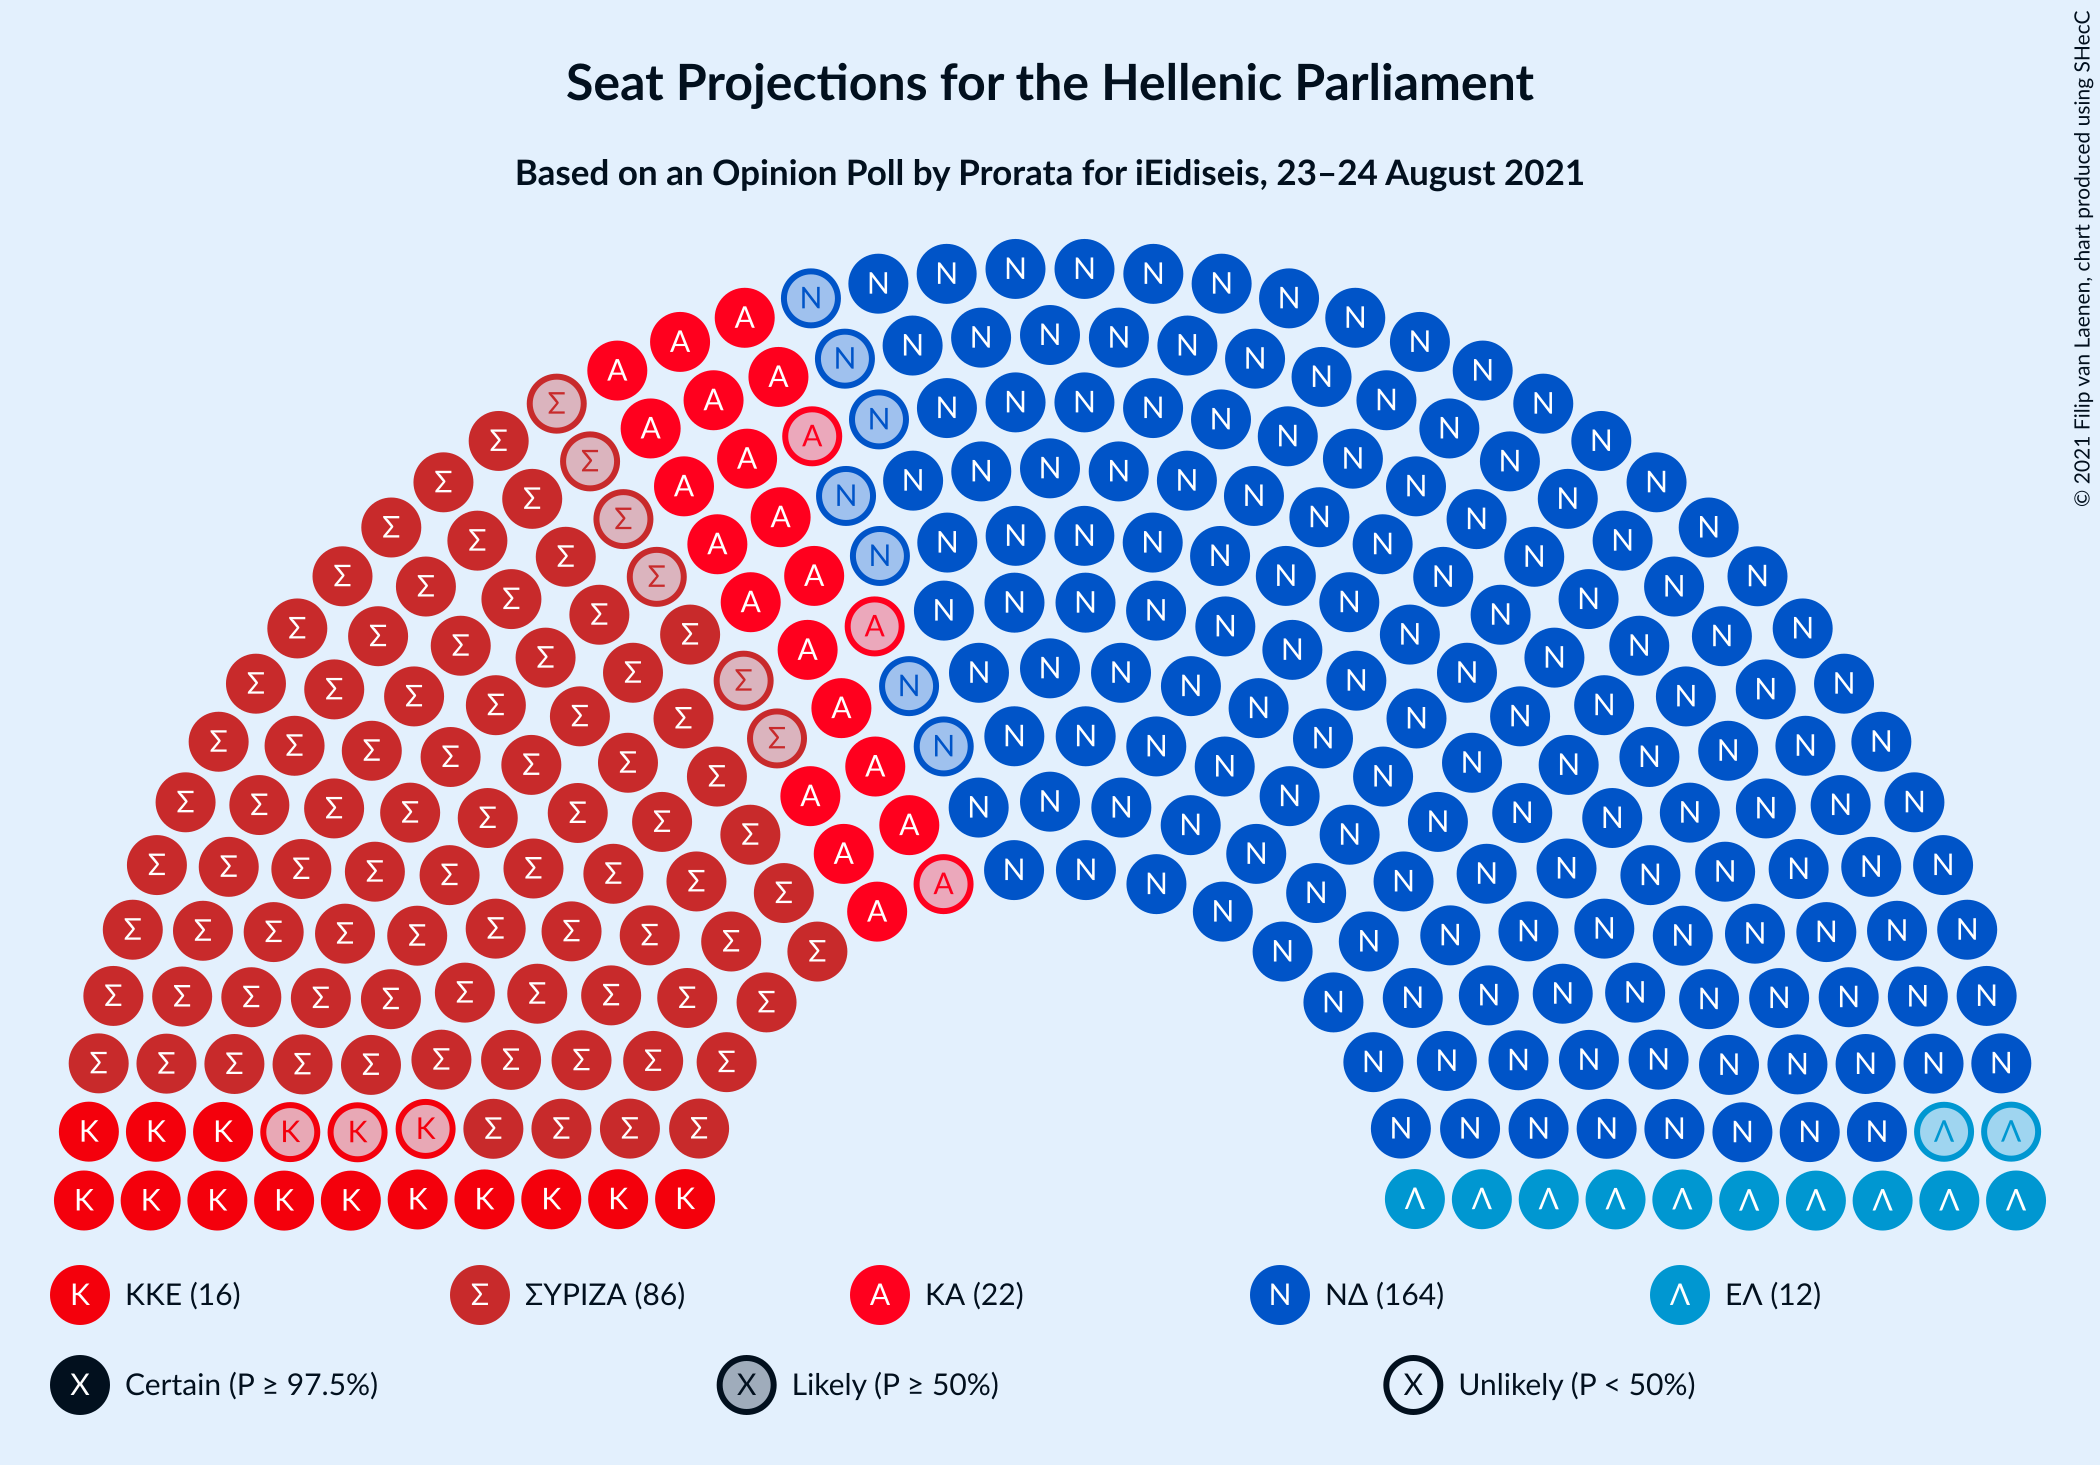 Seat Projections for the Hellenic Parliament
Based on an Opinion Poll by Prorata for iEidiseis, 23–24 August 2021
© 2021 Filip van Laenen, chart produced using SHecC
K ΚΚΕ (16)
Σ ΣΥΡΙΖΑ (86)
Α ΚΑ (22)
Ν ΝΔ (164)
Λ ΕΛ (12)
X Certain (P ≥ 97.5%)
X Likely (P ≥ 50%)
X Unlikely (P < 50%)